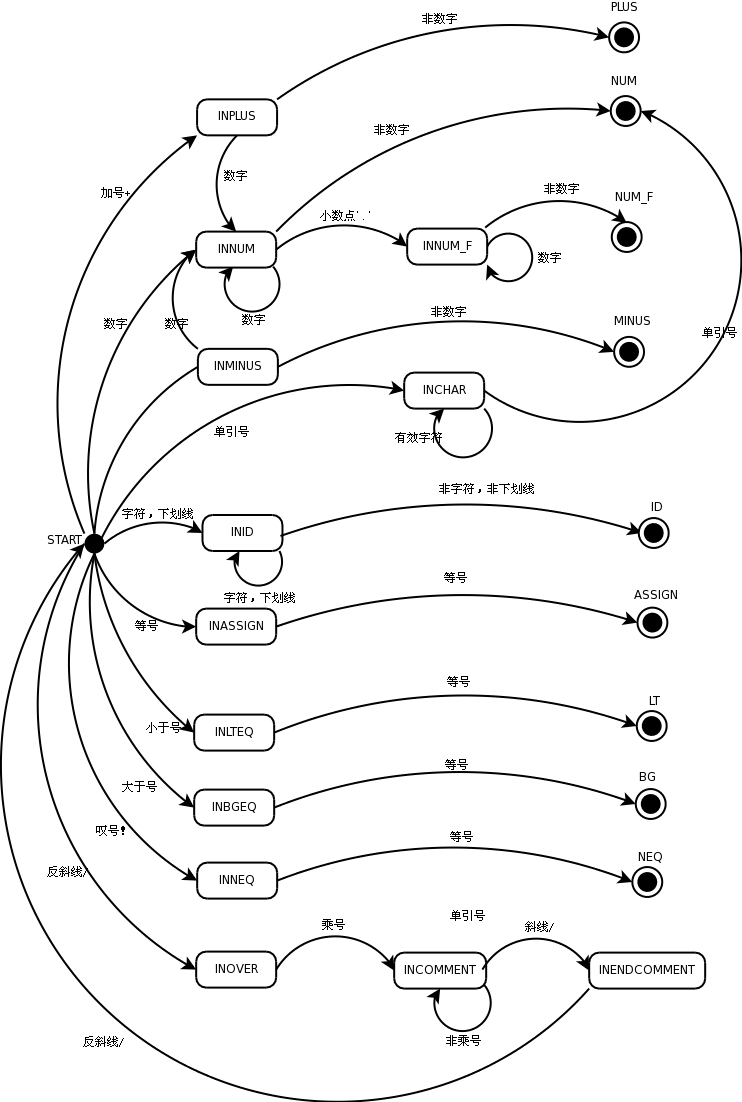 PLUS
非数字
NUM
INPLUS
非数字
数字
加号+
NUM_F
非数字
小数点'.'
INNUM
INNUM_F
数字
数字
数字
数字
MINUS
非数字
单引号
INMINUS
INCHAR
单引号
有效字符
非字符，非下划线
ID
字符，下划线
INID
START
等号
ASSIGN
字符，下划线
INASSIGN
等号
等号
LT
小于号
INLTEQ
等号
BG
大于号
INBGEQ
哎号!
等号
NEQ
反斜线/
INNEQ
单引号
乘号
斜线/
INOVER
INCOMMENT
INENDCOMMENT
反斜线/
非乘号